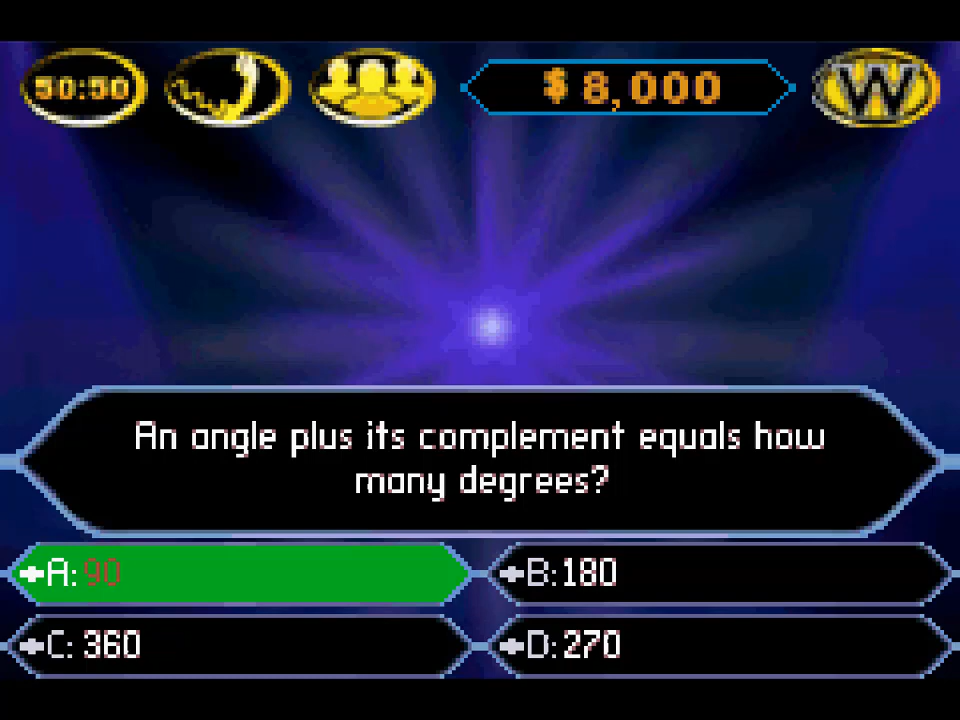 50:50
$ 8,000
W
An angle plus its complement equals how
many degrees?
A: 90
B: 180
C: 360
D: 270